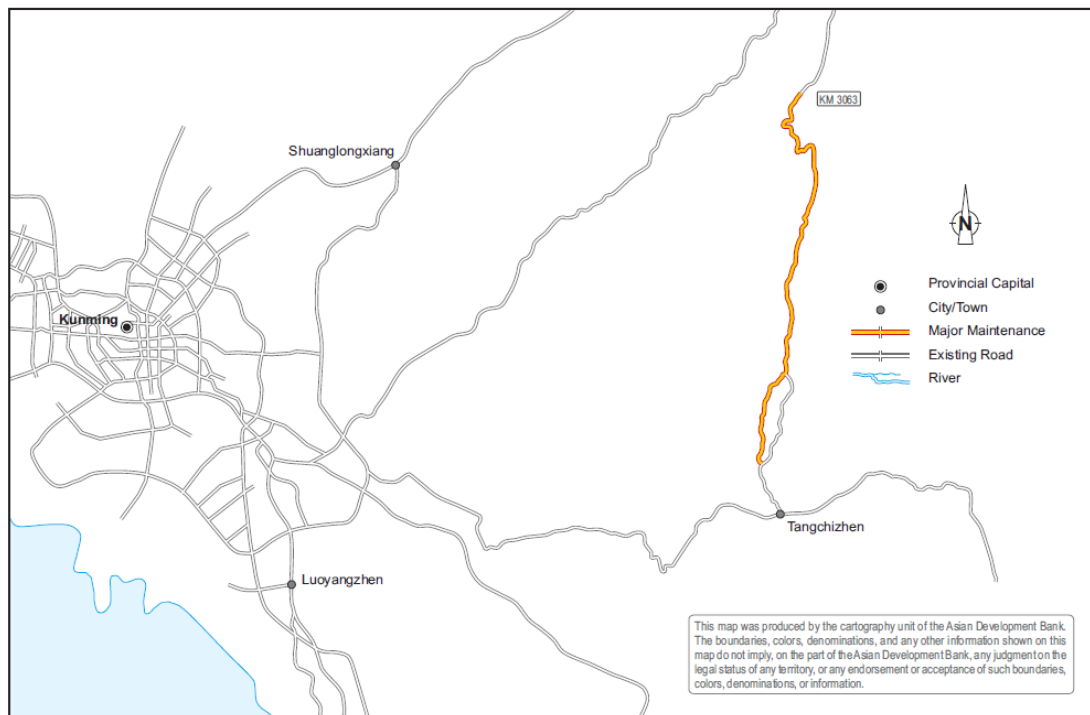 KM 3063
Shuanglongxiang
N
Provincial Capital
City/Town
Kunming
Major Maintenance
Existing Road
River
Tangchizhen
Luoyangzhen
This map was produced by the cartography unit of the Asian Development Bank.
The boundaries, colors, denominations, and any other information shown on this
map do not imply, on the part of the Asian Development Bank, any judgment on the
legal status of any territory, or any endorsement or acceptance of such boundaries,
colors, denominations, or information.